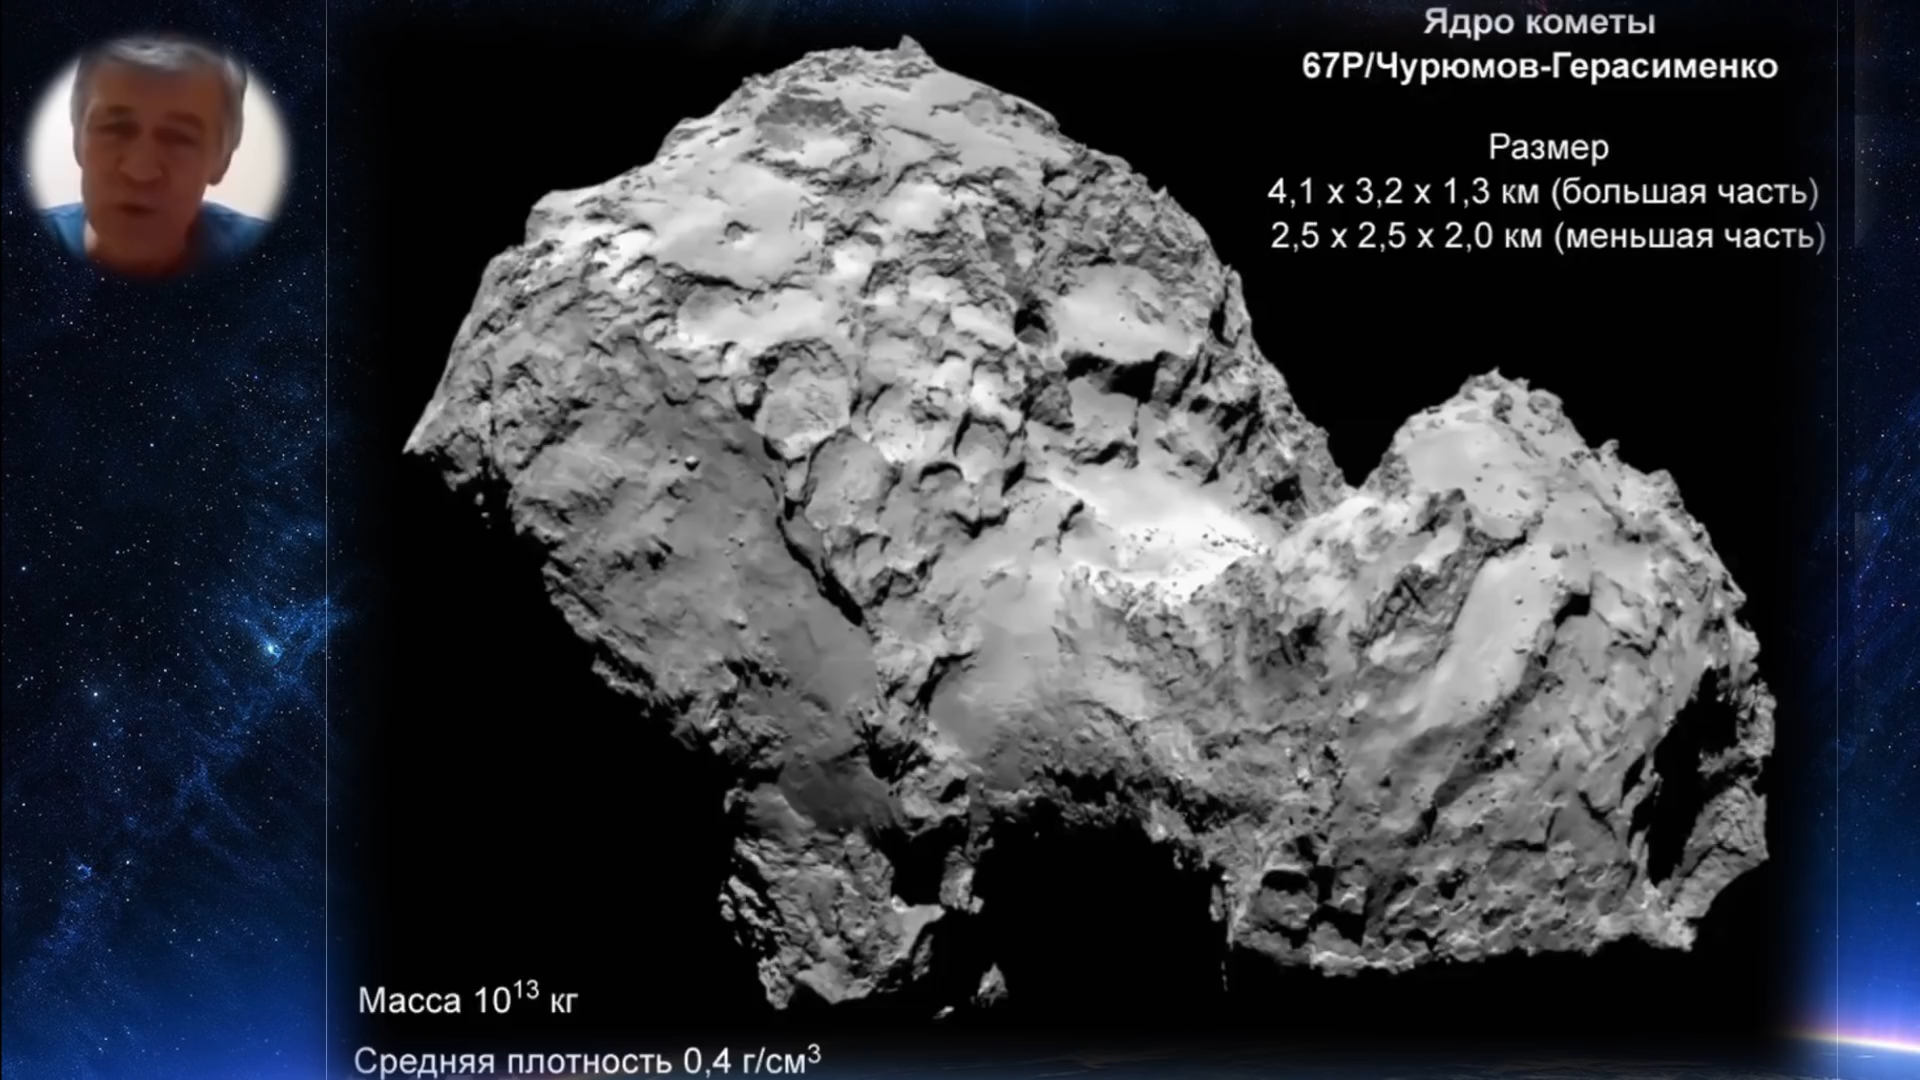 Ядро кометы
67P/Чурюмов-Герасименко
Размер
4,1 х 3,2 х 1,3 км (большая часть)
2,5 х 2,5 х 2,0 км (меньшая часть)
Масса 10¹³ кг
Средняя плотность 0,4 г/см³